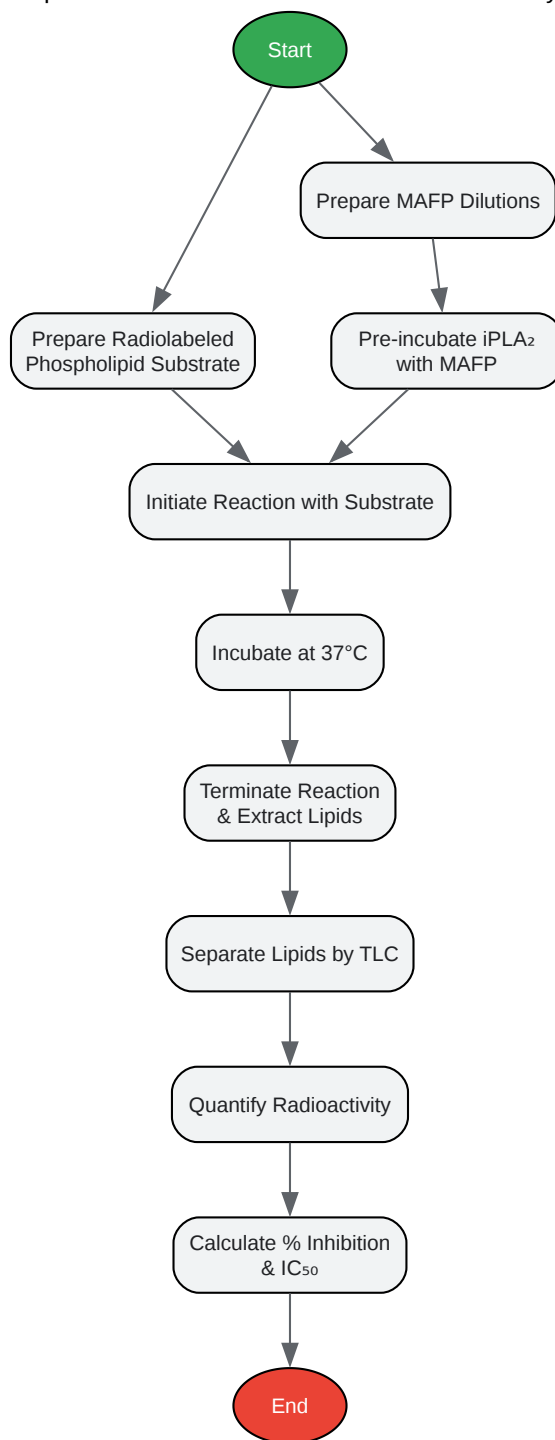 Start
Prepare MAFP Dilutions
Prepare Radiolabeled
Phospholipid Substrate
Pre-incubate iPLA₂
with MAFP
Initiate Reaction with Substrate
Incubate at 37°C
Terminate Reaction
& Extract Lipids
Separate Lipids by TLC
Quantify Radioactivity
Calculate % Inhibition
& IC₅₀
End